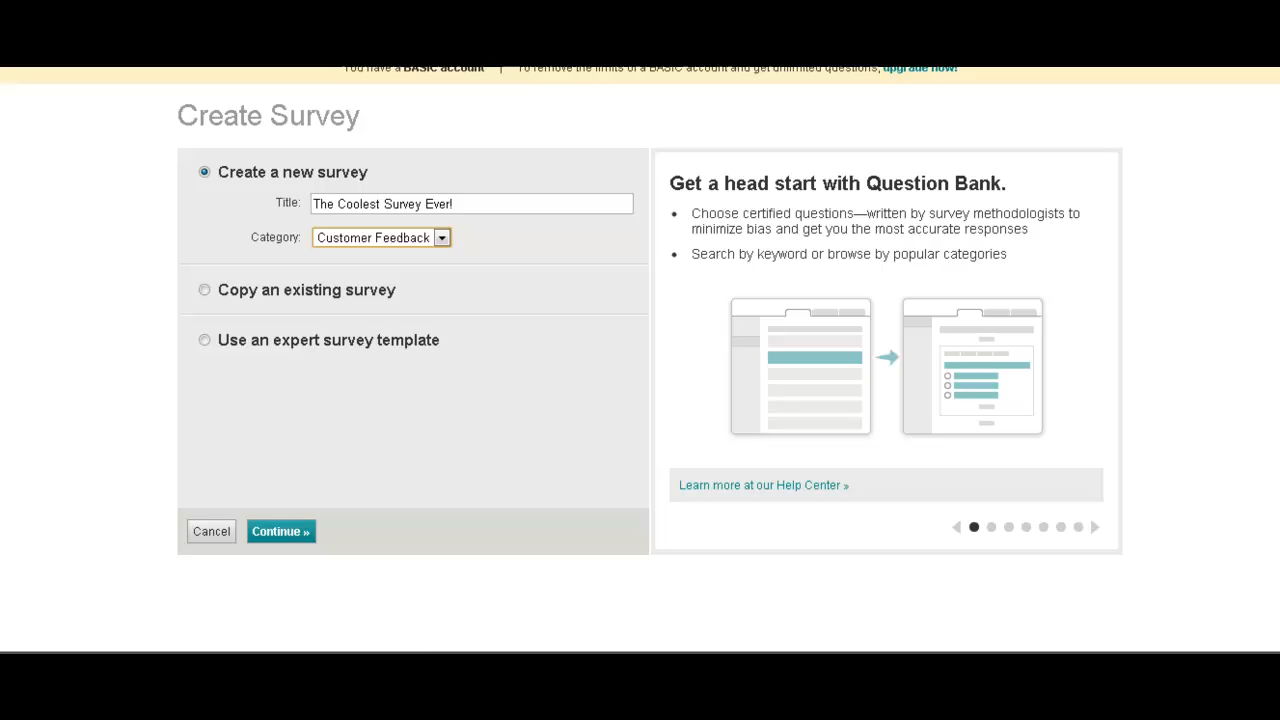 You have a BASIC account | To remove the limits of a BASIC account and get unlimited questions, upgrade now!
Create Survey
Create a new survey
Title: The Coolest Survey Ever!
Category: Customer Feedback
Copy an existing survey
Use an expert survey template
Cancel Continue »
Get a head start with Question Bank.
• Choose certified questions—written by survey methodologists to
minimize bias and get you the most accurate responses
• Search by keyword or browse by popular categories
Learn more at our Help Center »